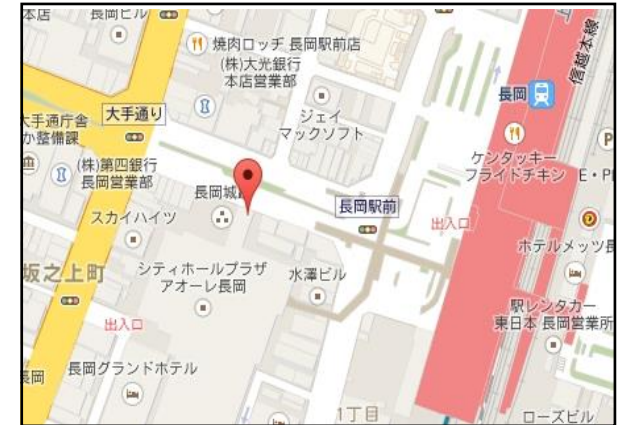 本店
長岡ビル
焼肉ロッヂ 長岡駅前店
(株)大光銀行
本店営業部
信越本線
長岡
大手通り
大手通庁舎
か整備課
ジェイ
マックソフト
(株)第四銀行
長岡営業部
ケンタッキー
フライドチキン
P
E・P
長岡城
長岡駅前
スカイハイツ
出入口
ホテルメッツ長
坂之上町
シティホールプラザ
アオーレ長岡
水澤ビル
駅レンタカー
東日本 長岡営業所
出入口
長岡
長岡グランドホテル
1丁目
ローズビル